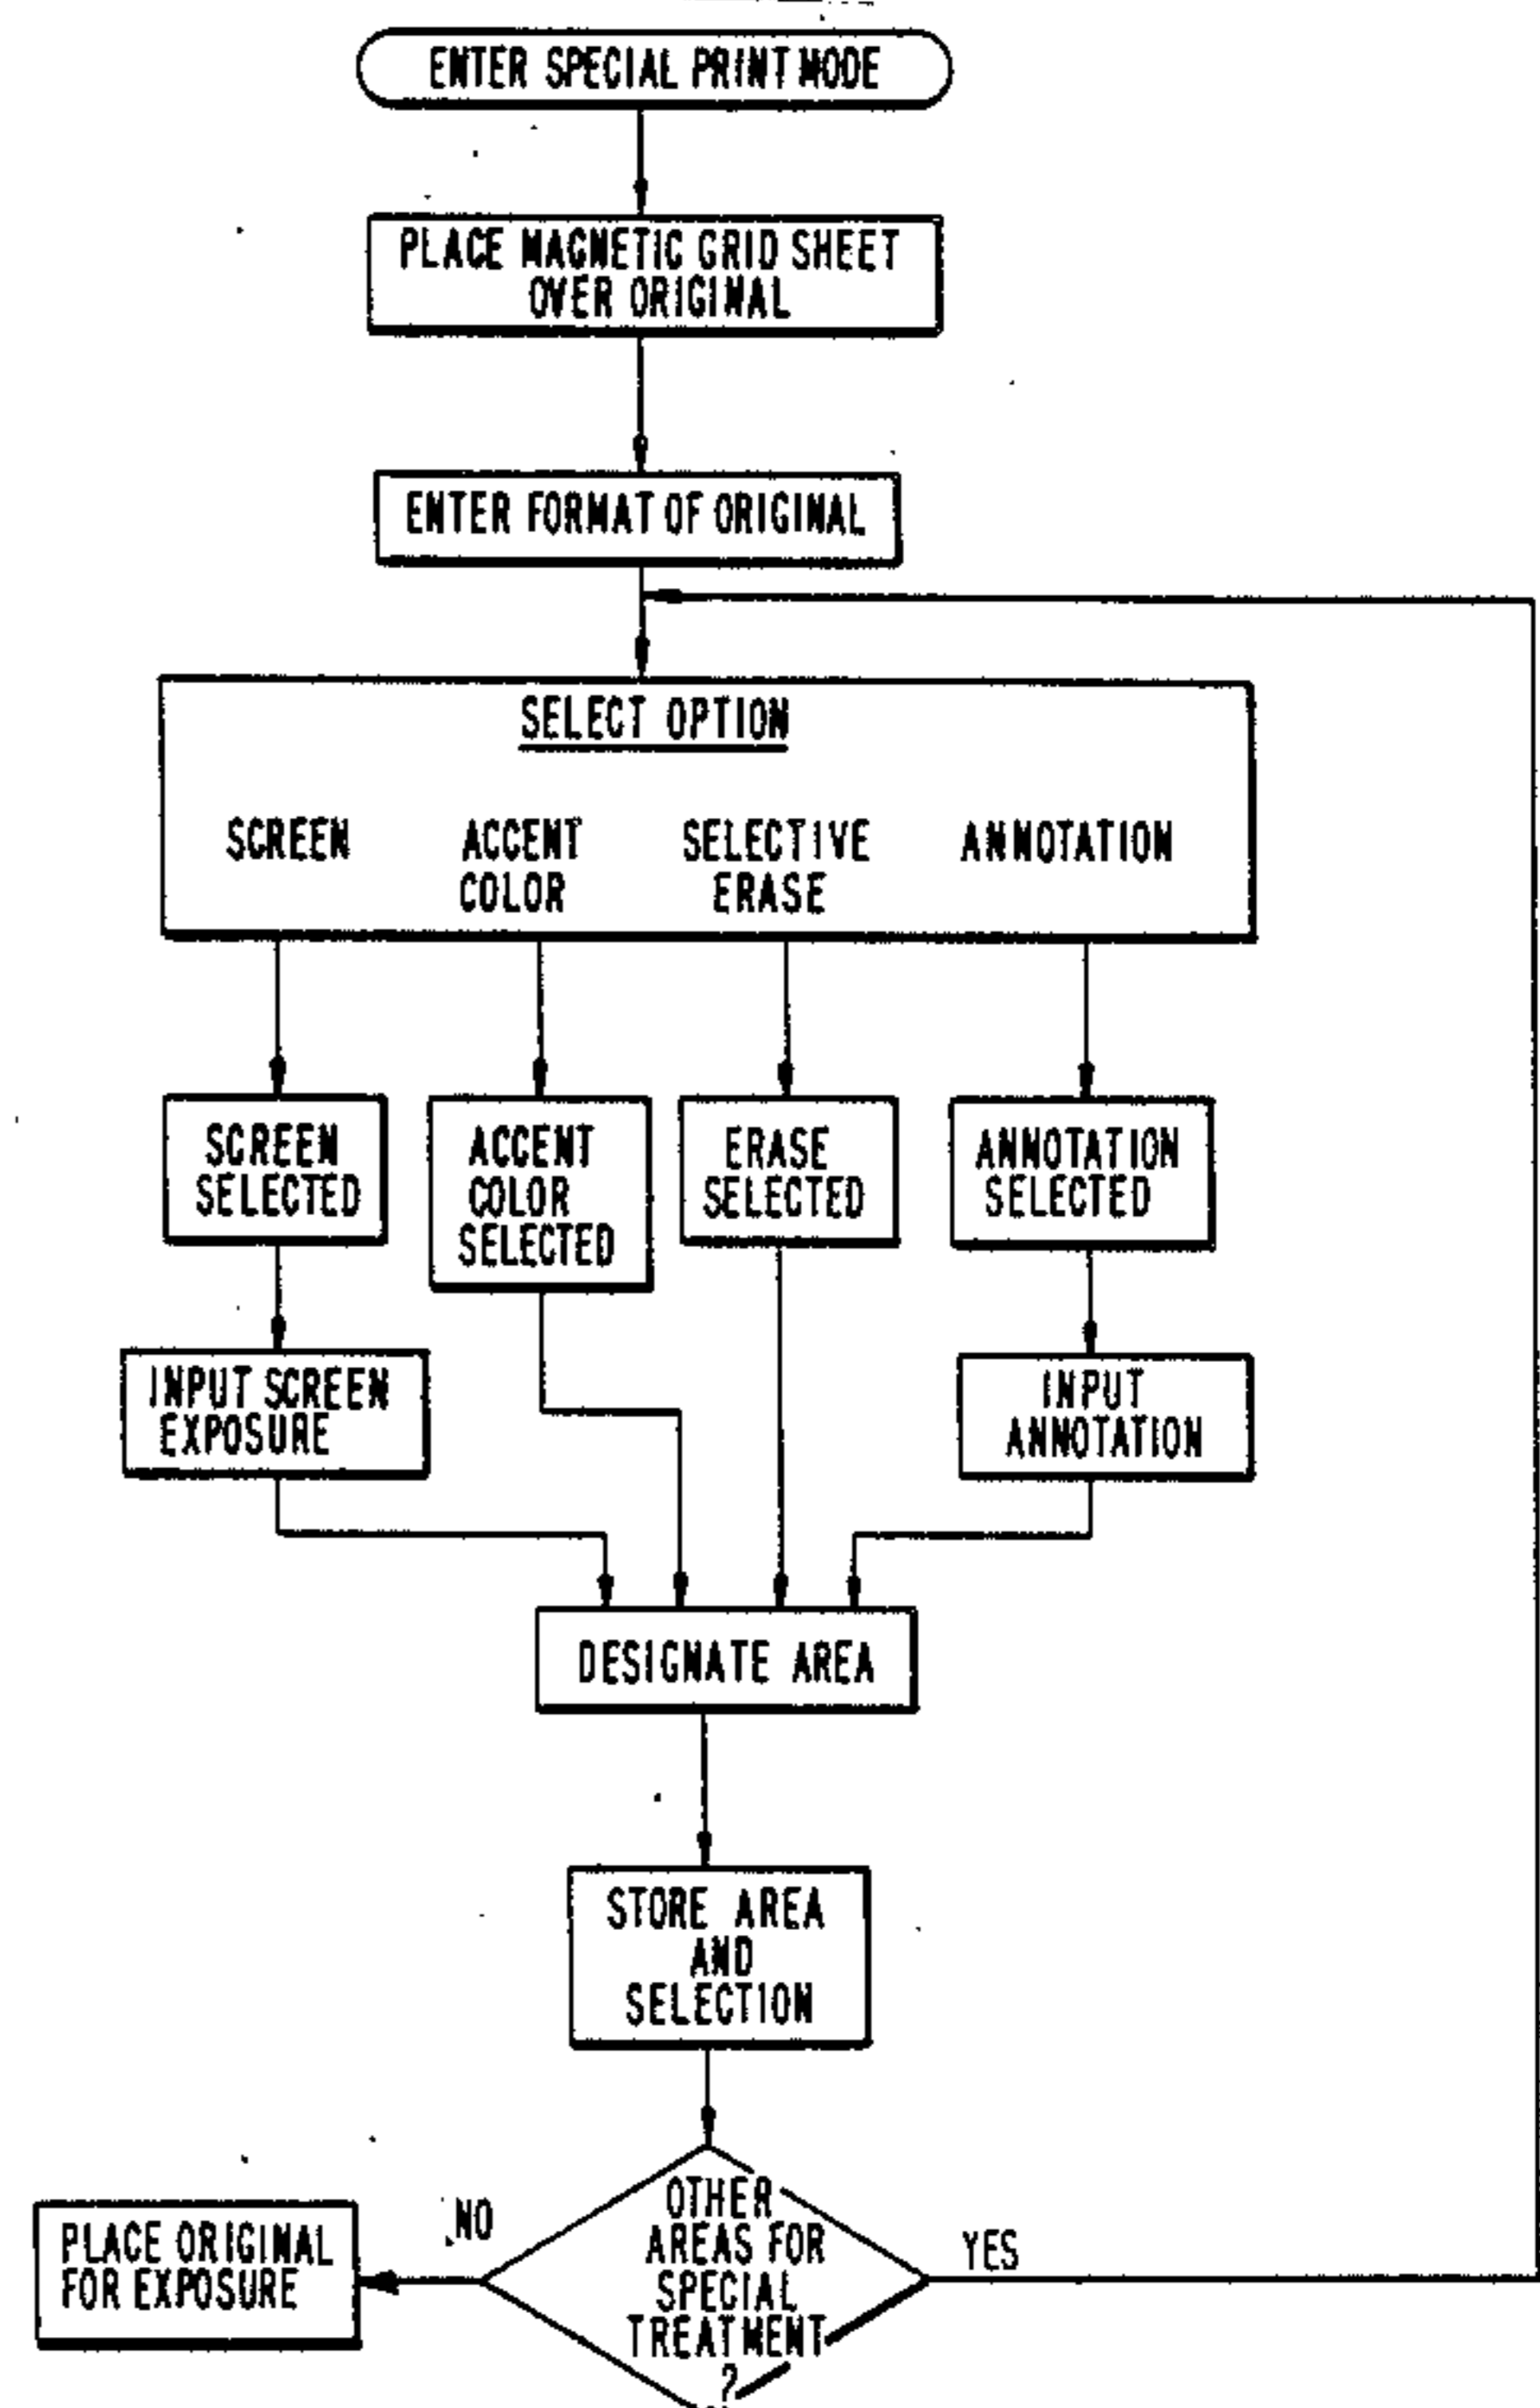 ENTER SPECIAL PRINT MODE
PLACE MAGNETIC GRID SHEET
OVER ORIGINAL
ENTER FORMAT OF ORIGINAL
SELECT OPTION
SCREEN
ACCENT
COLOR
SELECTIVE
ERASE
ANNOTATION
SCREEN
SELECTED
ACCENT
COLOR
SELECTED
ERASE
SELECTED
ANNOTATION
SELECTED
INPUT SCREEN
EXPOSURE
INPUT
ANNOTATION
DESIGNATE AREA
STORE AREA
AND
SELECTION
OTHER
AREAS FOR
SPECIAL
TREATMENT
?
NO
YES
PLACE ORIGINAL
FOR EXPOSURE